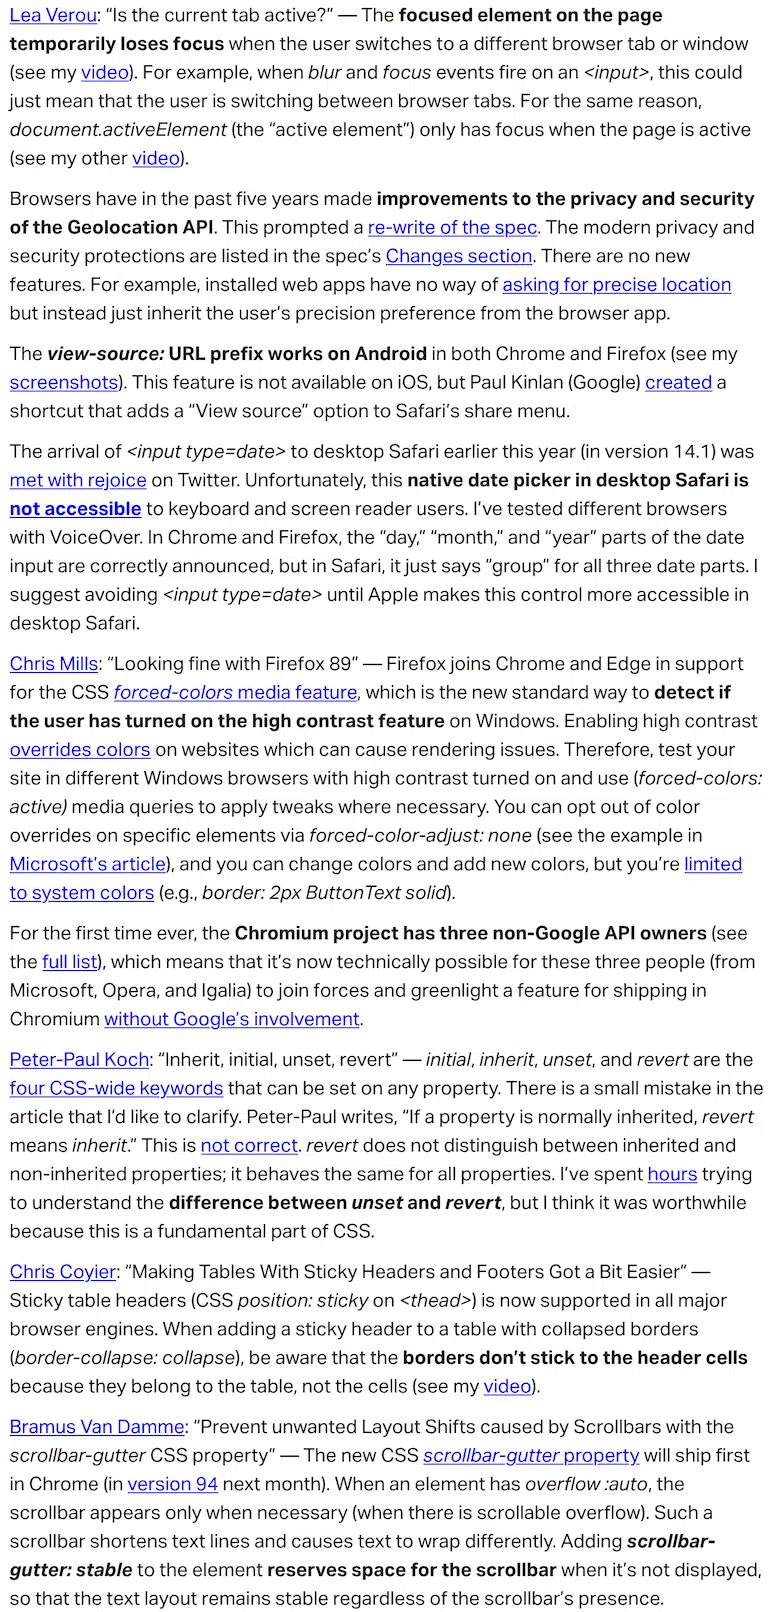 Lea Verou: “Is the current tab active?” — The focused element on the page
temporarily loses focus when the user switches to a different browser tab or window
(see my video). For example, when blur and focus events fire on an <input>, this could
just mean that the user is switching between browser tabs. For the same reason,
document.activeElement (the “active element”) only has focus when the page is active
(see my other video).
Browsers have in the past five years made improvements to the privacy and security
of the Geolocation API. This prompted a re-write of the spec. The modern privacy and
security protections are listed in the spec’s Changes section. There are no new
features. For example, installed web apps have no way of asking for precise location
but instead just inherit the user’s precision preference from the browser app.
The view-source: URL prefix works on Android in both Chrome and Firefox (see my
screenshots). This feature is not available on iOS, but Paul Kinlan (Google) created a
shortcut that adds a “View source” option to Safari’s share menu.
The arrival of <input type=date> to desktop Safari earlier this year (in version 14.1) was
met with rejoice on Twitter. Unfortunately, this native date picker in desktop Safari is
not accessible to keyboard and screen reader users. I’ve tested different browsers
with VoiceOver. In Chrome and Firefox, the “day,” “month,” and “year” parts of the date
input are correctly announced, but in Safari, it just says “group” for all three date parts. I
suggest avoiding <input type=date> until Apple makes this control more accessible in
desktop Safari.
Chris Mills: “Looking fine with Firefox 89” — Firefox joins Chrome and Edge in support
for the CSS forced-colors media feature, which is the new standard way to detect if
the user has turned on the high contrast feature on Windows. Enabling high contrast
overrides colors on websites which can cause rendering issues. Therefore, test your
site in different Windows browsers with high contrast turned on and use (forced-colors:
active) media queries to apply tweaks where necessary. You can opt out of color
overrides on specific elements via forced-color-adjust: none (see the example in
Microsoft’s article), and you can change colors and add new colors, but you’re limited
to system colors (e.g., border: 2px ButtonText solid).
For the first time ever, the Chromium project has three non-Google API owners (see
the full list), which means that it’s now technically possible for these three people (from
Microsoft, Opera, and Igalia) to join forces and greenlight a feature for shipping in
Chromium without Google’s involvement.
Peter-Paul Koch: “Inherit, initial, unset, revert” — initial, inherit, unset, and revert are the
four CSS-wide keywords that can be set on any property. There is a small mistake in the
article that I’d like to clarify. Peter-Paul writes, “If a property is normally inherited, revert
means inherit.” This is not correct. revert does not distinguish between inherited and
non-inherited properties; it behaves the same for all properties. I’ve spent hours trying
to understand the difference between unset and revert, but I think it was worthwhile
because this is a fundamental part of CSS.
Chris Coyier: “Making Tables With Sticky Headers and Footers Got a Bit Easier” —
Sticky table headers (CSS position: sticky on <thead>) is now supported in all major
browser engines. When adding a sticky header to a table with collapsed borders
(border-collapse: collapse), be aware that the borders don’t stick to the header cells
because they belong to the table, not the cells (see my video).
Bramus Van Damme: “Prevent unwanted Layout Shifts caused by Scrollbars with the
scrollbar-gutter CSS property” — The new CSS scrollbar-gutter property will ship first
in Chrome (in version 94 next month). When an element has overflow :auto, the
scrollbar appears only when necessary (when there is scrollable overflow). Such a
scrollbar shortens text lines and causes text to wrap differently. Adding scrollbar-
gutter: stable to the element reserves space for the scrollbar when it’s not displayed,
so that the text layout remains stable regardless of the scrollbar’s presence.